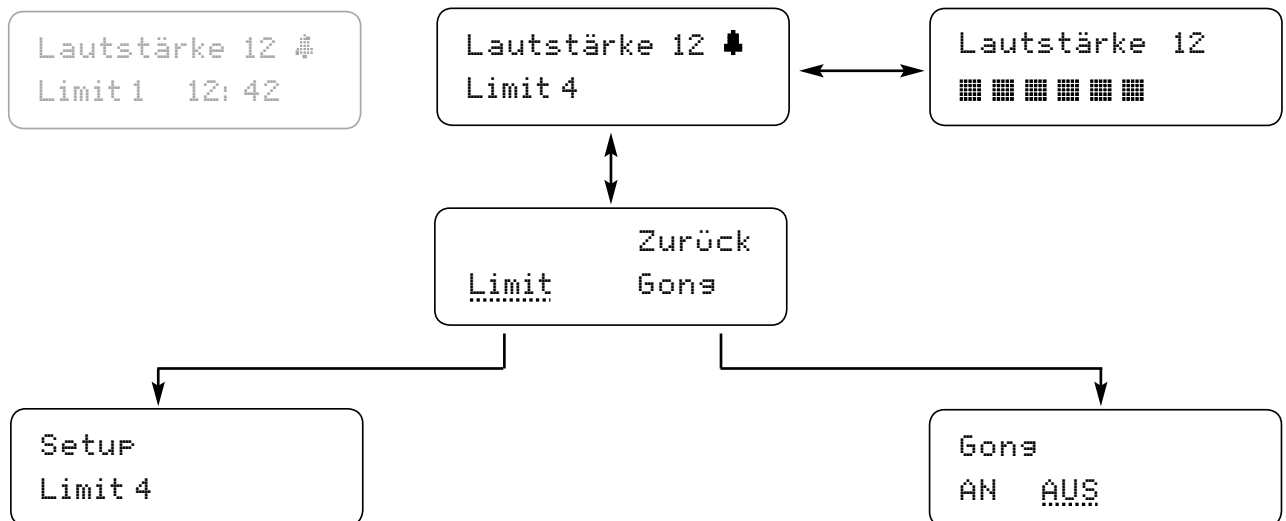 Lautstärke 12
Limit 1 12:42
Lautstärke 12
Limit 4
Lautstärke 12
Zurück
Limit Gong
Setup
Limit 4
Gong
AN AUS